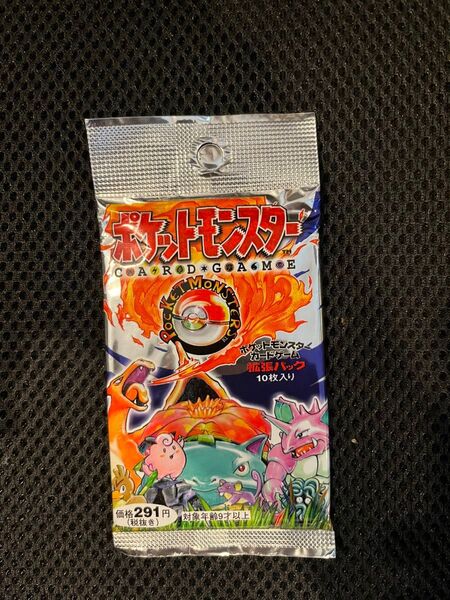 ポケットモンスター
TM
CARD★GAME
POCKET MONSTERS
ポケットモンスター
カードゲーム
拡張パック
10枚入り
価格291円
(税抜き)
対象年齢9才以上